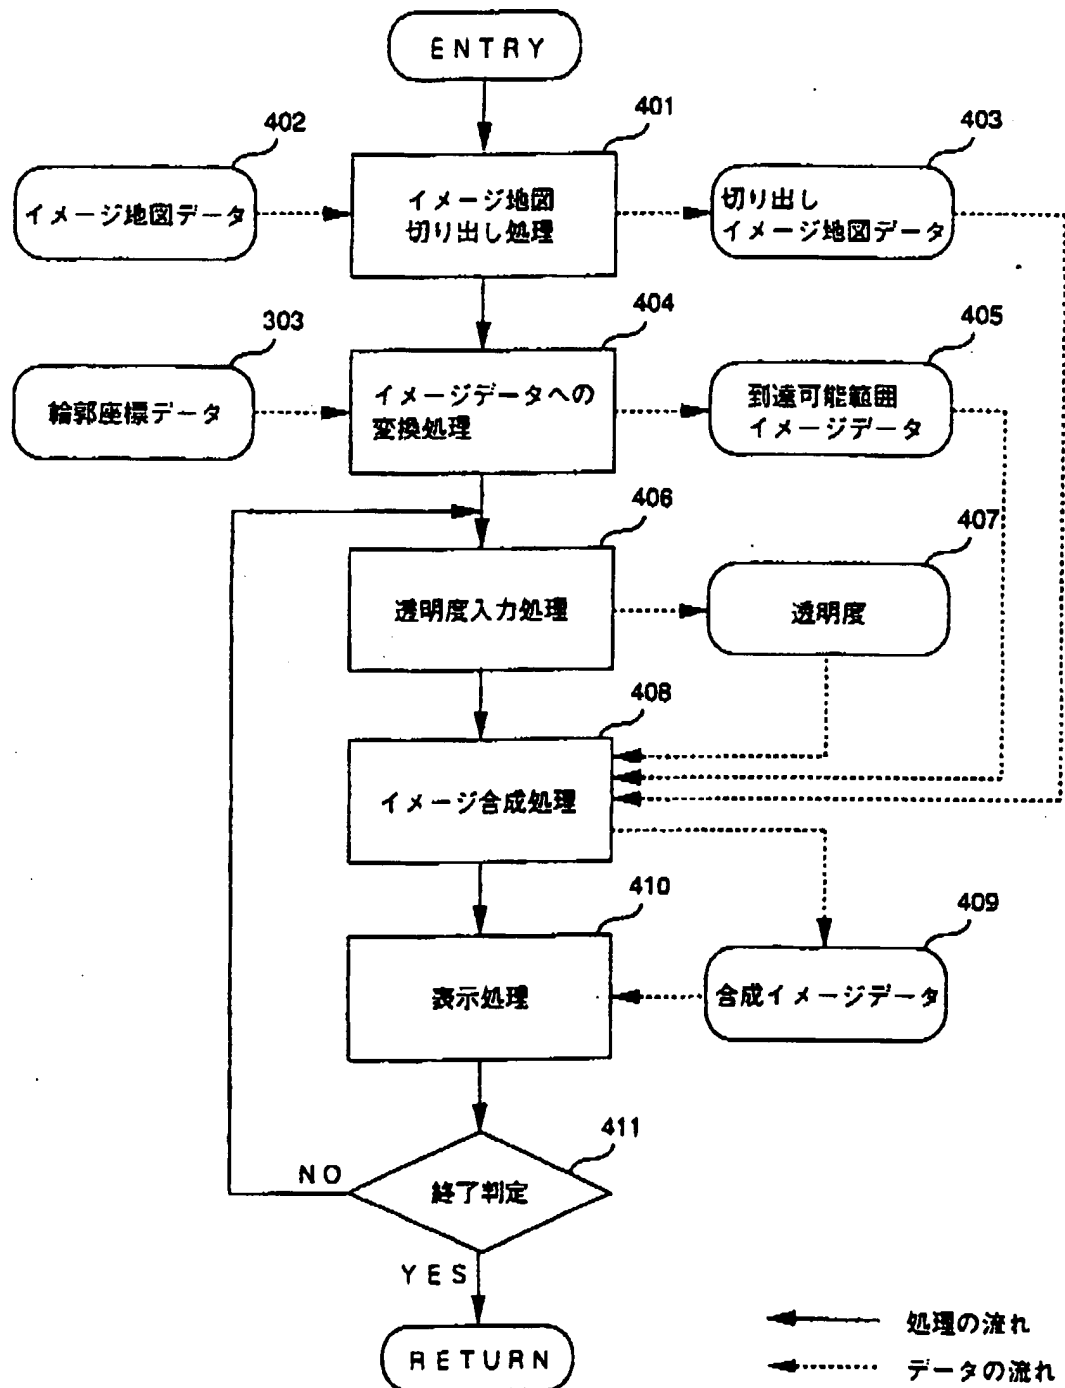 ENTRY
402
401
403
イメージ地図データ
イメージ地図
切り出し処理
切り出し
イメージ地図データ
303
404
405
輪郭座標データ
イメージデータへの
変換処理
到達可能範囲
イメージデータ
406
407
透明度入力処理
透明度
408
イメージ合成処理
410
409
表示処理
合成イメージデータ
411
NO
終了判定
YES
RETURN
処理の流れ
データの流れ